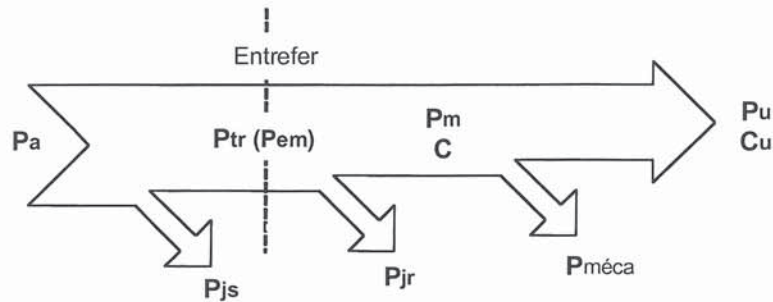 Entrefer
Pa
Ptr (Pem)
Pm
C
Pu
Cu
Pjs
Pjr
Pméca